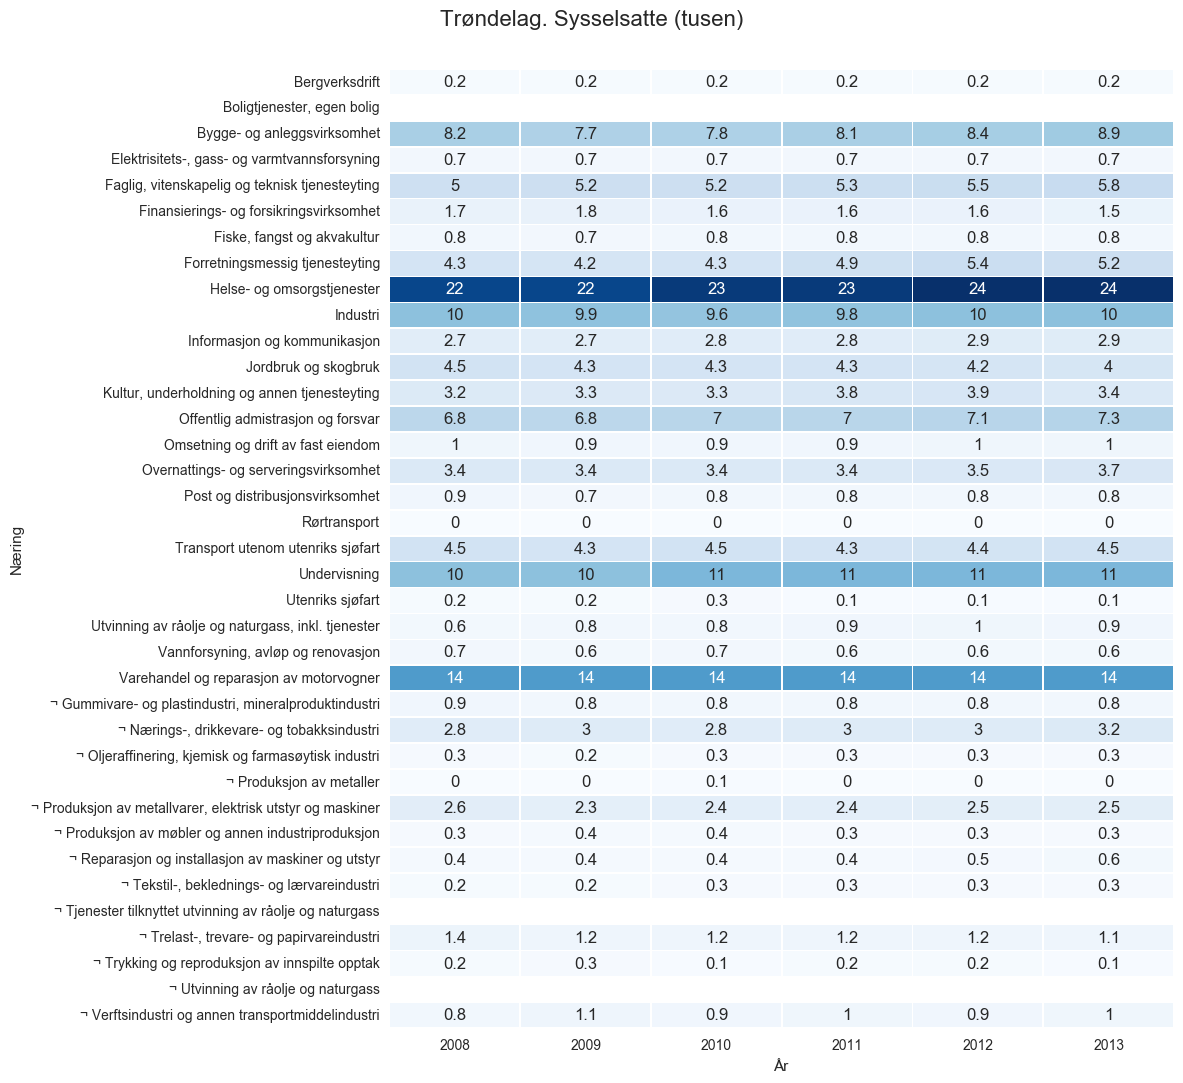 Trøndelag. Sysselsatte (tusen)
Bergverksdrift 0.2 0.2 0.2 0.2 0.2 0.2
Boligtjenester, egen bolig
Bygge- og anleggsvirksomhet 8.2 7.7 7.8 8.1 8.4 8.9
Elektrisitets-, gass- og varmtvannsforsyning 0.7 0.7 0.7 0.7 0.7 0.7
Faglig, vitenskapelig og teknisk tjenesteyting 5 5.2 5.2 5.3 5.5 5.8
Finansierings- og forsikringsvirksomhet 1.7 1.8 1.6 1.6 1.6 1.5
Fiske, fangst og akvakultur 0.8 0.7 0.8 0.8 0.8 0.8
Forretningsmessig tjenesteyting 4.3 4.2 4.3 4.9 5.4 5.2
Helse- og omsorgstjenester 22 22 23 23 24 24
Industri 10 9.9 9.6 9.8 10 10
Informasjon og kommunikasjon 2.7 2.7 2.8 2.8 2.9 2.9
Jordbruk og skogbruk 4.5 4.3 4.3 4.3 4.2 4
Kultur, underholdning og annen tjenesteyting 3.2 3.3 3.3 3.8 3.9 3.4
Offentlig admistrasjon og forsvar 6.8 6.8 7 7 7.1 7.3
Omsetning og drift av fast eiendom 1 0.9 0.9 0.9 1 1
Overnattings- og serveringsvirksomhet 3.4 3.4 3.4 3.4 3.5 3.7
Post og distribusjonsvirksomhet 0.9 0.7 0.8 0.8 0.8 0.8
Rørtransport 0 0 0 0 0 0
Transport utenom utenriks sjøfart 4.5 4.3 4.5 4.3 4.4 4.5
Undervisning 10 10 11 11 11 11
Utenriks sjøfart 0.2 0.2 0.3 0.1 0.1 0.1
Utvinning av råolje og naturgass, inkl. tjenester 0.6 0.8 0.8 0.9 1 0.9
Vannforsyning, avløp og renovasjon 0.7 0.6 0.7 0.6 0.6 0.6
Varehandel og reparasjon av motorvogner 14 14 14 14 14 14
¬ Gummivare- og plastindustri, mineralproduktindustri 0.9 0.8 0.8 0.8 0.8 0.8
¬ Nærings-, drikkevare- og tobakksindustri 2.8 3 2.8 3 3 3.2
¬ Oljeraffinering, kjemisk og farmasøytisk industri 0.3 0.2 0.3 0.3 0.3 0.3
¬ Produksjon av metaller 0 0 0.1 0 0 0
¬ Produksjon av metallvarer, elektrisk utstyr og maskiner 2.6 2.3 2.4 2.4 2.5 2.5
¬ Produksjon av møbler og annen industriproduksjon 0.3 0.4 0.4 0.3 0.3 0.3
¬ Reparasjon og installasjon av maskiner og utstyr 0.4 0.4 0.4 0.4 0.5 0.6
¬ Tekstil-, beklednings- og lærvareindustri 0.2 0.2 0.3 0.3 0.3 0.3
¬ Tjenester tilknyttet utvinning av råolje og naturgass
¬ Trelast-, trevare- og papirvareindustri 1.4 1.2 1.2 1.2 1.2 1.1
¬ Trykking og reproduksjon av innspilte opptak 0.2 0.3 0.1 0.2 0.2 0.1
¬ Utvinning av råolje og naturgass
¬ Verftsindustri og annen transportmiddelindustri 0.8 1.1 0.9 1 0.9 1
2008 2009 2010 2011 2012 2013
År
Næring